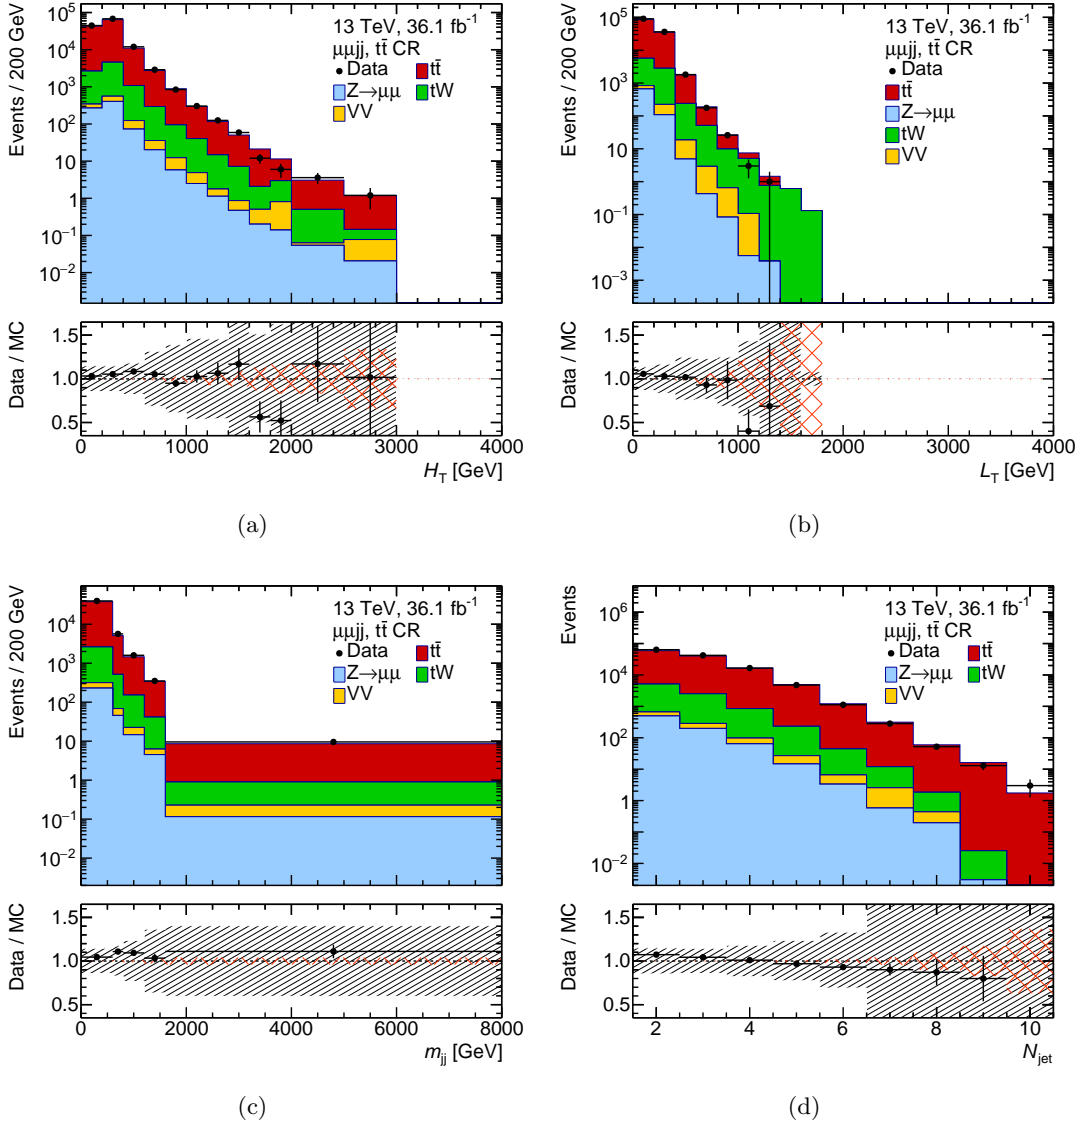 13 TeV, 36.1 fb⁻¹
μμjj, tt̄ CR
Data tt̄
Z→μμ tW
VV
Events / 200 GeV
10⁵
10⁴
10³
10²
10
1
10⁻¹
10⁻²
Data / MC
1.5
1.0
0.5
0 1000 2000 3000 4000
H_T [GeV]
(a)
13 TeV, 36.1 fb⁻¹
μμjj, tt̄ CR
Data
tt̄
Z→μμ
tW
VV
Events / 200 GeV
10⁵
10³
10
10⁻¹
10⁻³
Data / MC
1.5
1.0
0.5
0 1000 2000 3000 4000
L_T [GeV]
(b)
13 TeV, 36.1 fb⁻¹
μμjj, tt̄ CR
Data tt̄
Z→μμ tW
VV
Events / 200 GeV
10⁴
10³
10²
10
1
10⁻¹
10⁻²
Data / MC
1.5
1.0
0.5
0 2000 4000 6000 8000
m_jj [GeV]
(c)
13 TeV, 36.1 fb⁻¹
μμjj, tt̄ CR
Data tt̄
Z→μμ tW
VV
Events
10⁶
10⁴
10²
1
10⁻²
Data / MC
1.5
1.0
0.5
2 4 6 8 10
N_jet
(d)